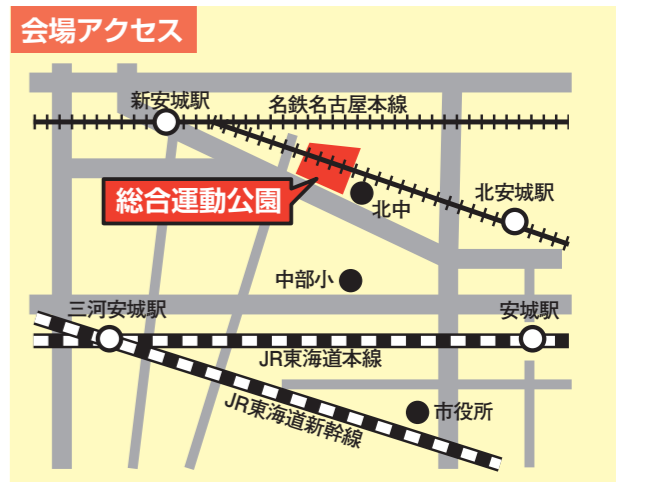 会場アクセス
新安城駅
名鉄名古屋本線
総合運動公園
北中
北安城駅
中部小
三河安城駅
安城駅
JR東海道本線
JR東海道新幹線
市役所